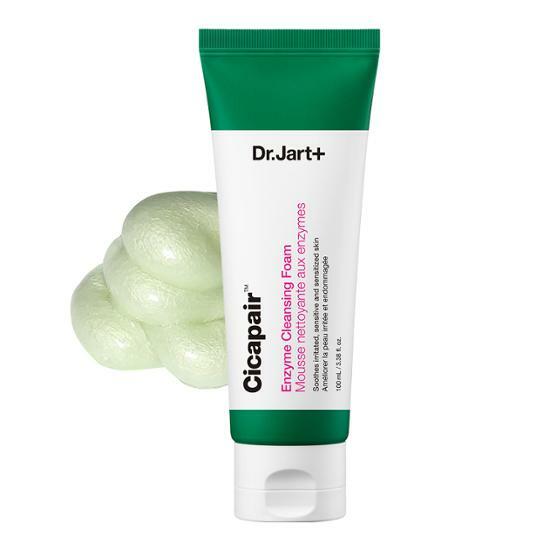 Dr.Jart+
Cicapair™
Enzyme Cleansing Foam
Mousse nettoyante aux enzymes
Soothes irritated, sensitive and sensitized skin
Améliorer la peau irritée et endommagée
100 mL / 3.38 fl. oz.